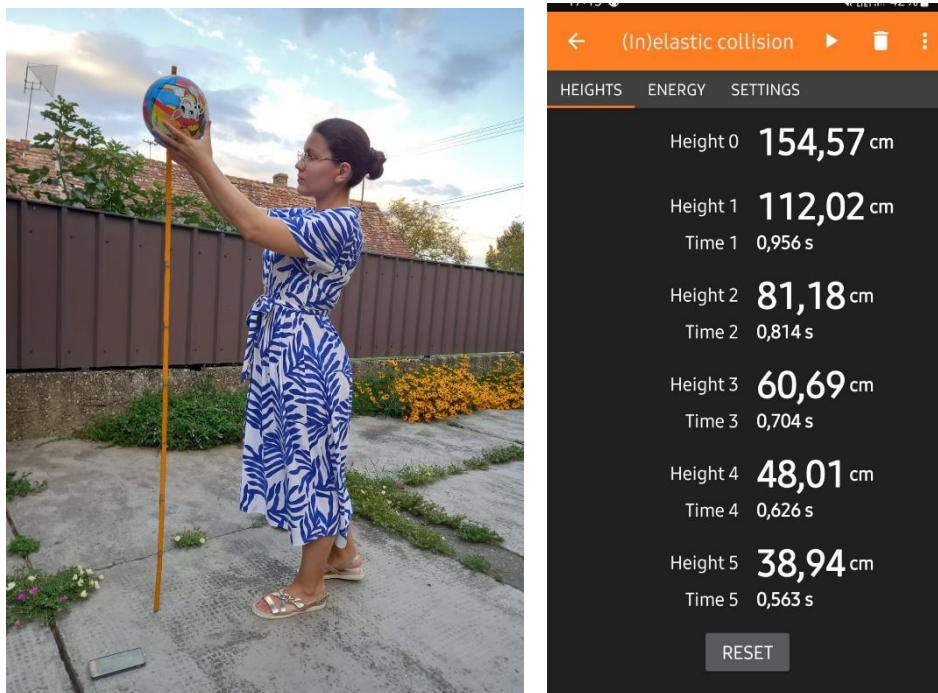 (In)elastic collision
HEIGHTS ENERGY SETTINGS
Height 0 154,57 cm
Height 1 112,02 cm
Time 1 0,956 s
Height 2 81,18 cm
Time 2 0,814 s
Height 3 60,69 cm
Time 3 0,704 s
Height 4 48,01 cm
Time 4 0,626 s
Height 5 38,94 cm
Time 5 0,563 s
RESET